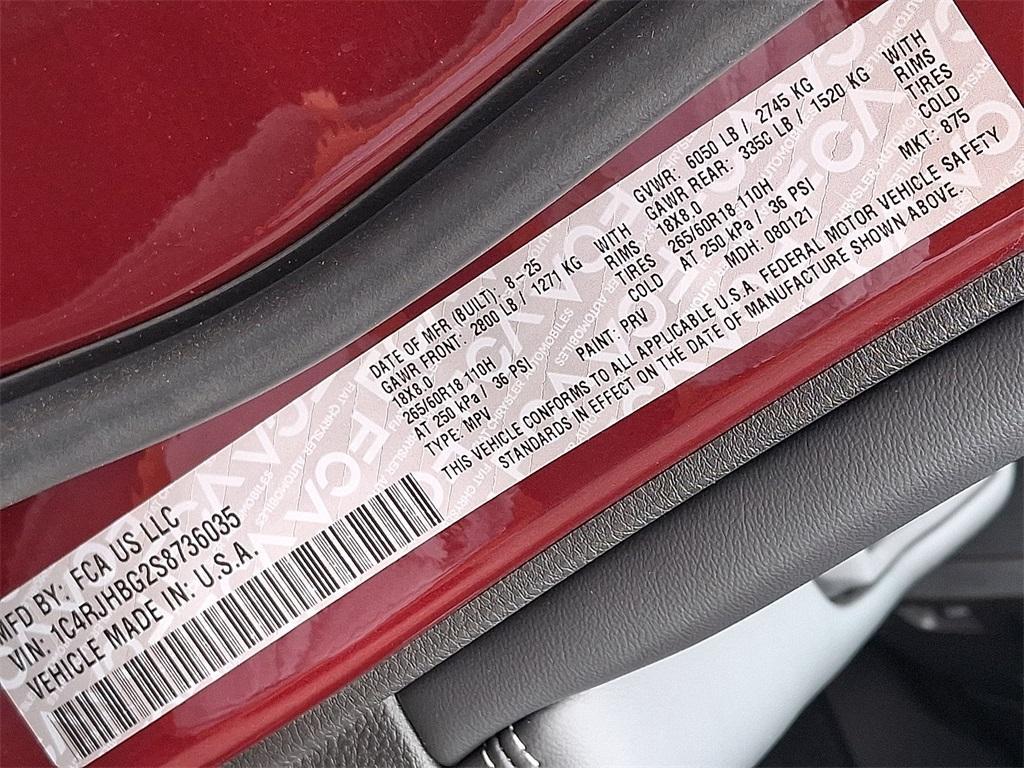 MFD BY: FCA US LLC
DATE OF MFR (BUILT): 8-25
GVWR: 6050 LB / 2745 KG
GAWR FRONT: 2800 LB / 1271 KG
WITH
GAWR REAR: 3350 LB / 1520 KG
WITH
18X8.0
RIMS
18X8.0
RIMS
265/60R18 110H
TIRES
265/60R18 110H
TIRES
AT 250 kPa / 36 PSI
COLD
AT 250 kPa / 36 PSI
COLD
VIN: 1C4RJHBG2S8736035
TYPE: MPV
PAINT: PRV
MDH: 080121
MKT: 875
VEHICLE MADE IN: U.S.A.
THIS VEHICLE CONFORMS TO ALL APPLICABLE U.S.A. FEDERAL MOTOR VEHICLE SAFETY
STANDARDS IN EFFECT ON THE DATE OF MANUFACTURE SHOWN ABOVE.